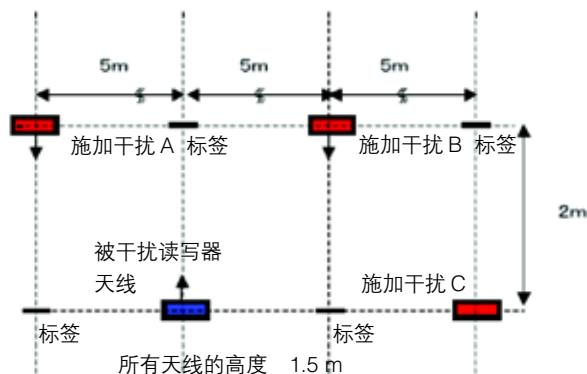 5m 5m 5m
施加干扰 A 标签 施加干扰 B 标签
2m
被干扰读写器
天线
施加干扰 C
标签 标签
所有天线的高度 1.5 m